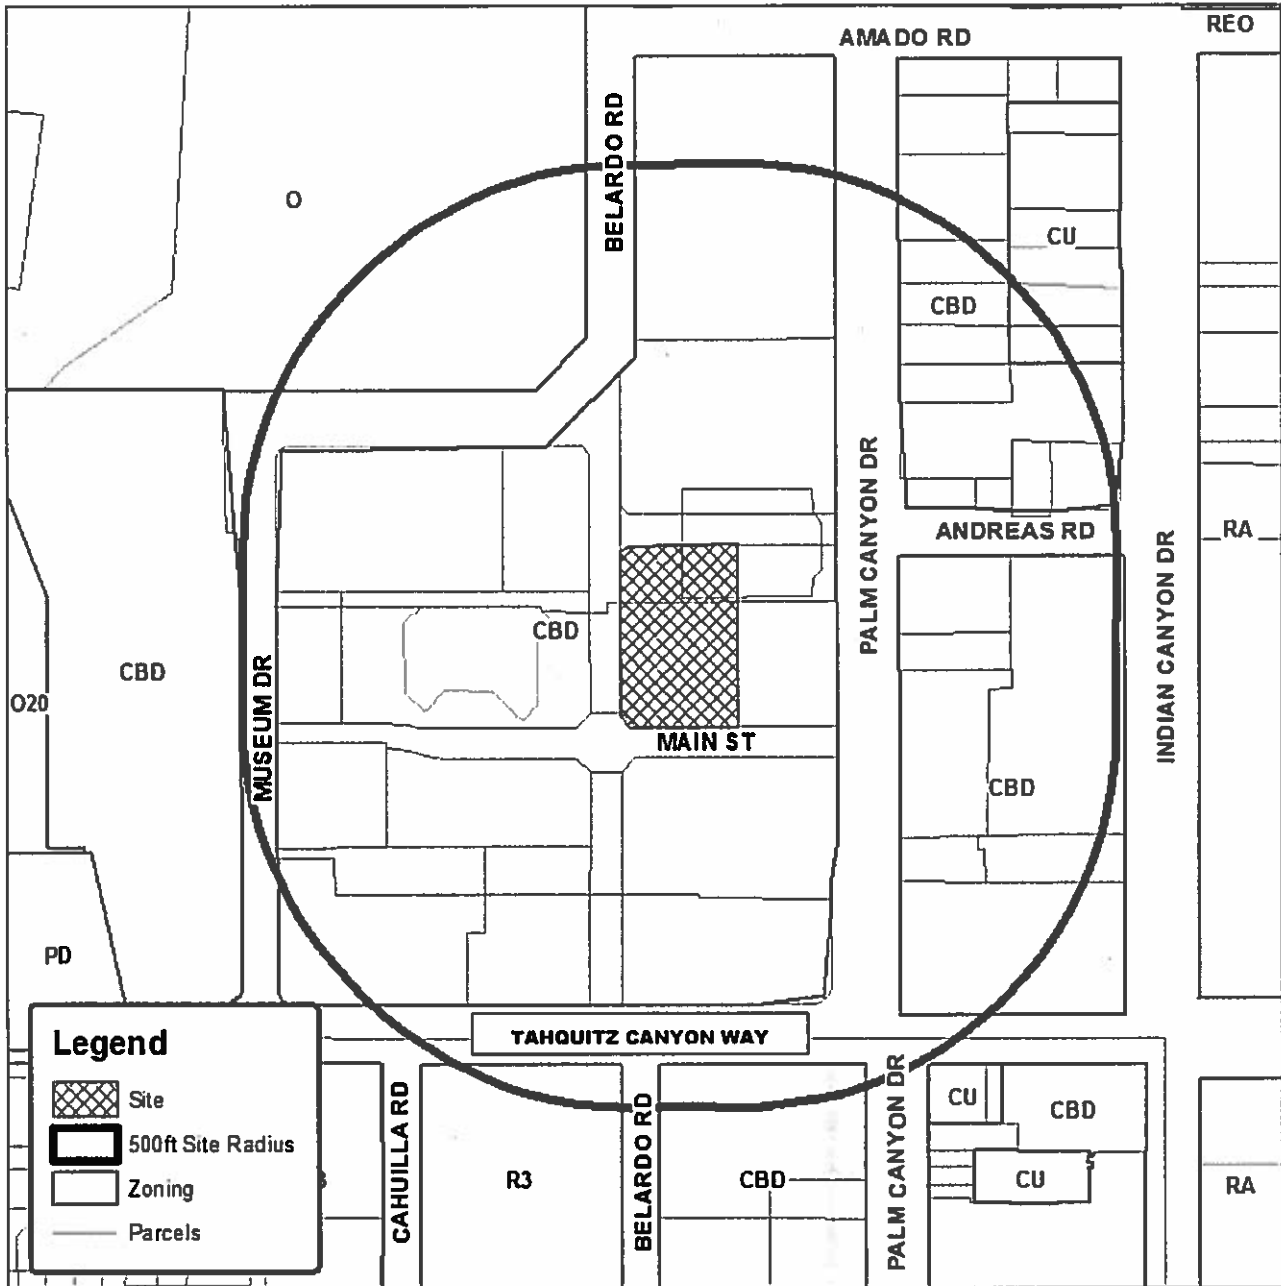 REO
AMADO RD
BELARDO RD
O
CU
CBD
PALM CANYON DR
ANDREAS RD
RA
INDIAN CANYON DR
CBD
CBD
O20
MUSEUM DR
MAIN ST
CBD
PD
TAHQUITZ CANYON WAY
Legend
Site
500ft Site Radius
Zoning
Parcels
CAHUILLA RD
R3
BELARDO RD
CBD
PALM CANYON DR
CU
CBD
CU
RA